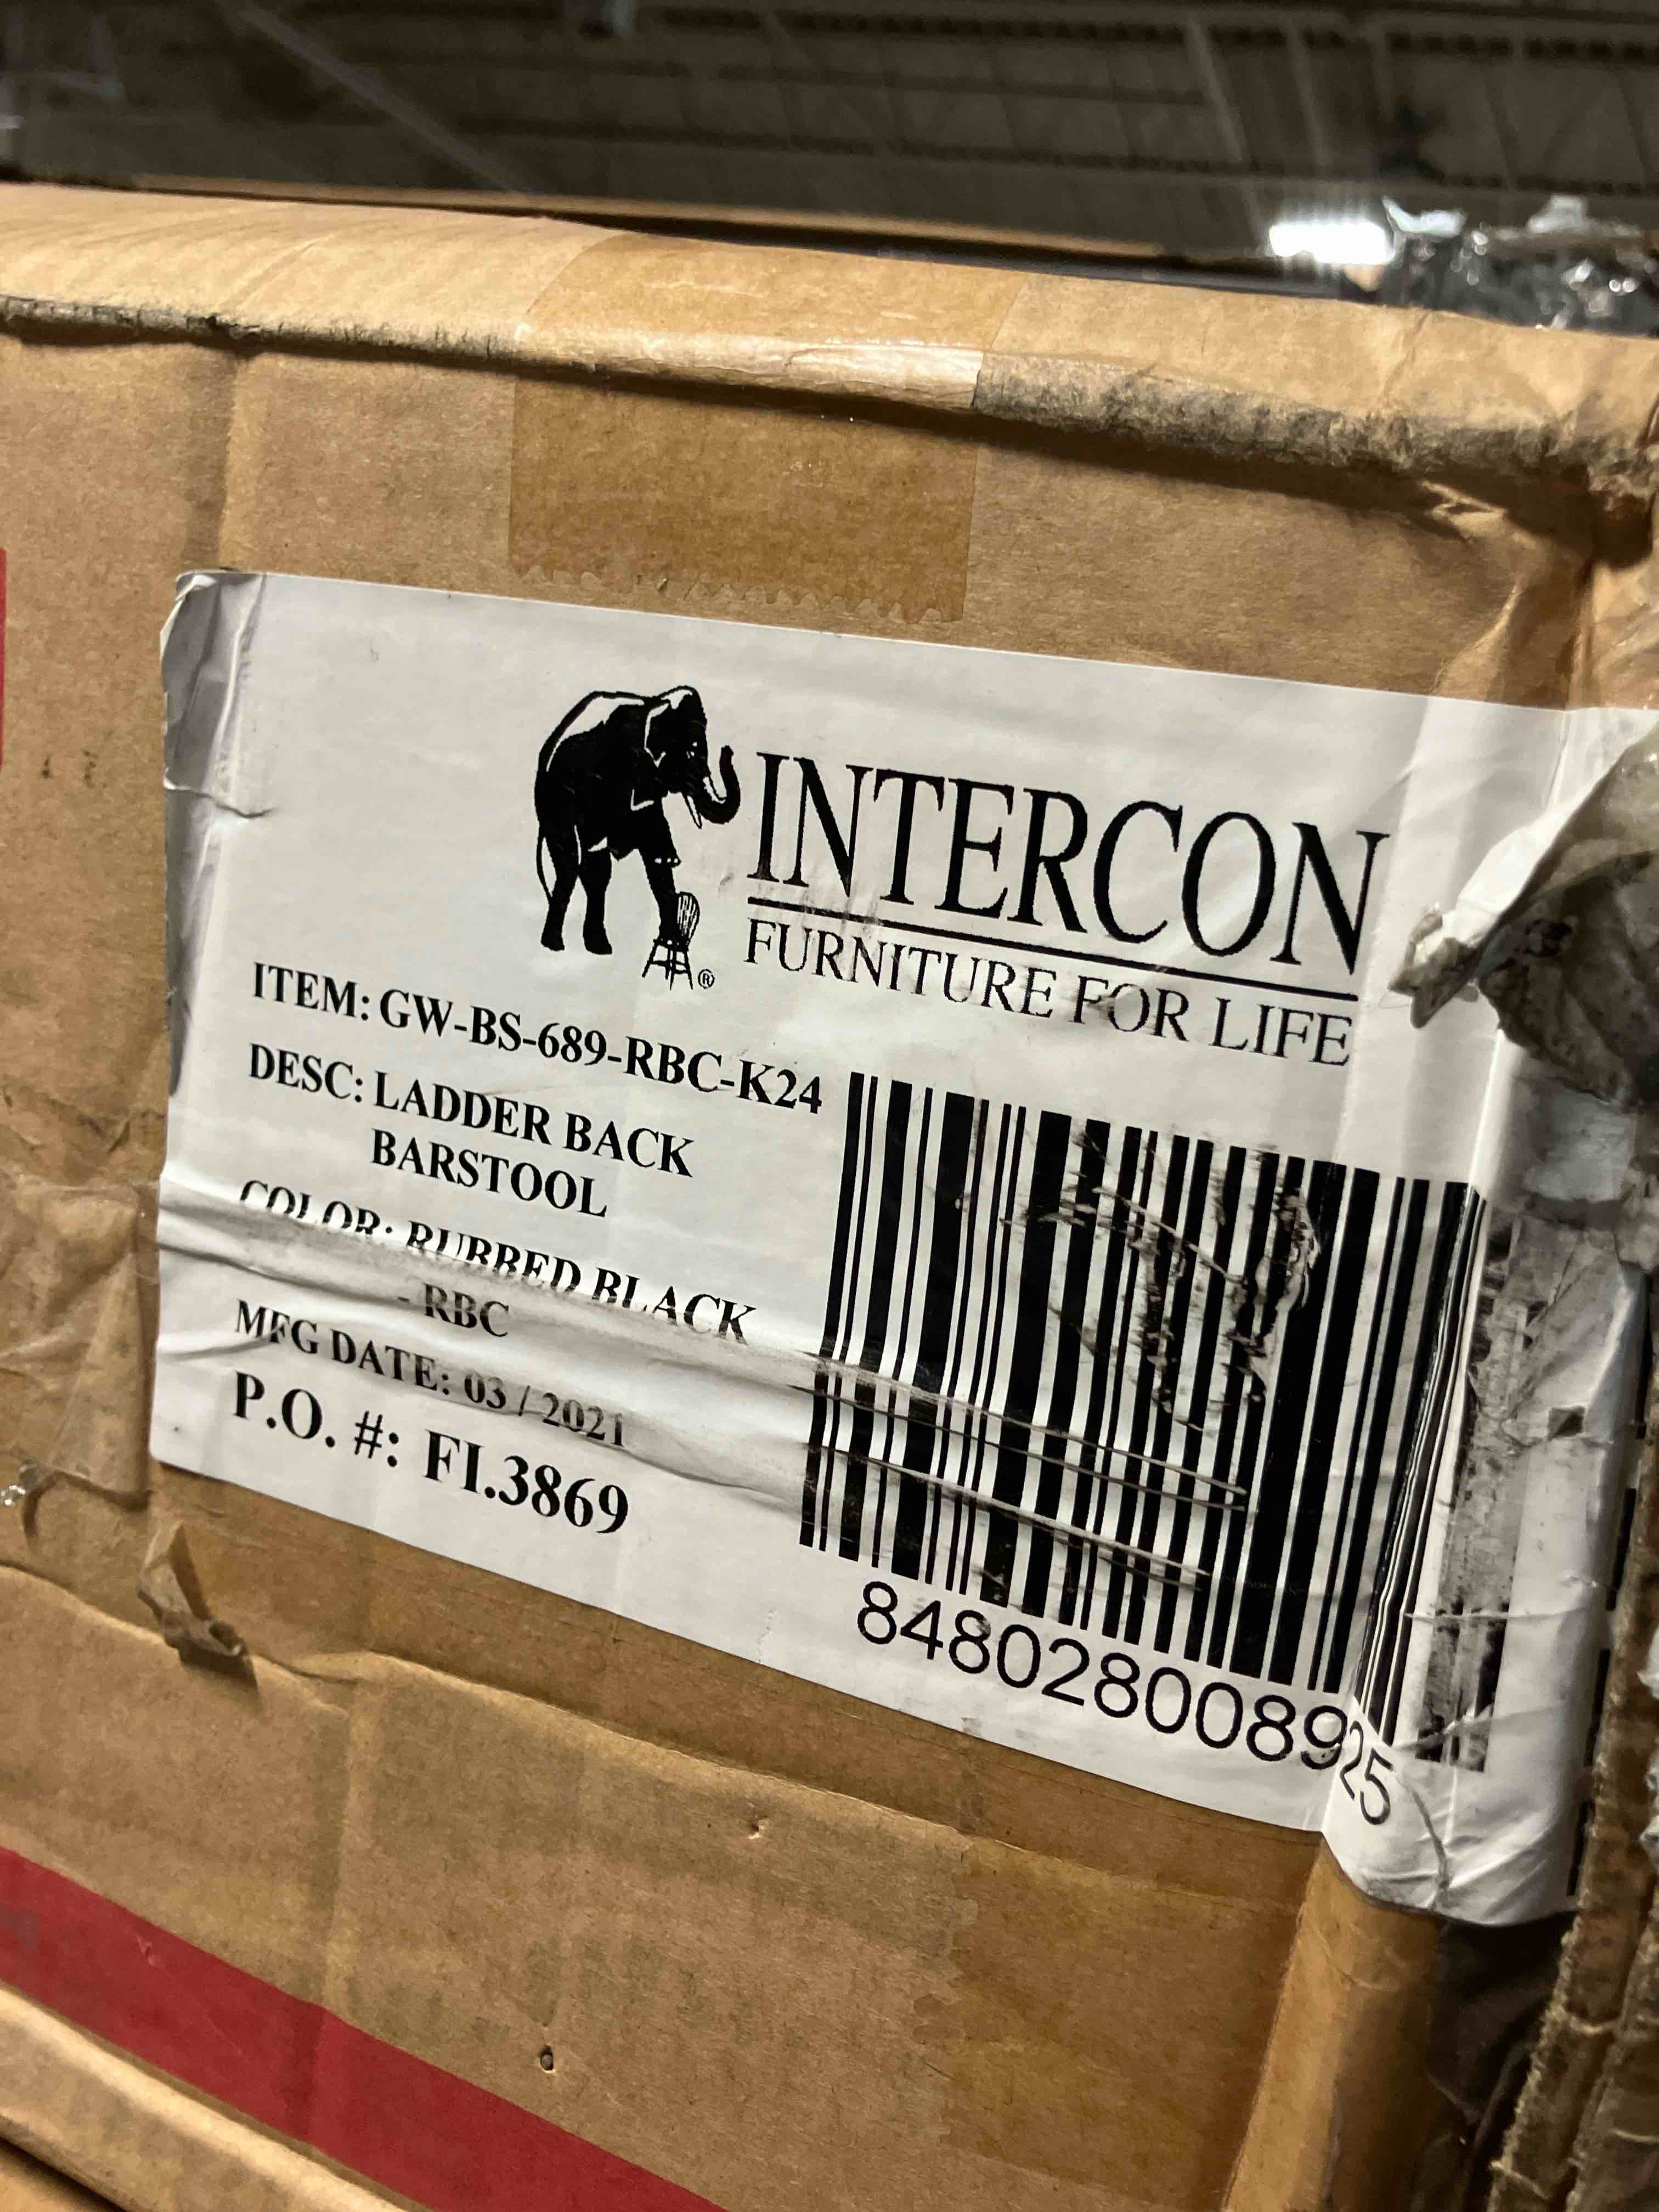 INTERCON
FURNITURE FOR LIFE
®
ITEM: GW-BS-689-RBC-K24
DESC: LADDER BACK
BARSTOOL
COLOR: RUBBED BLACK
- RBC
MFG DATE: 03 / 2021
P.O. #: FI.3869
848028008925